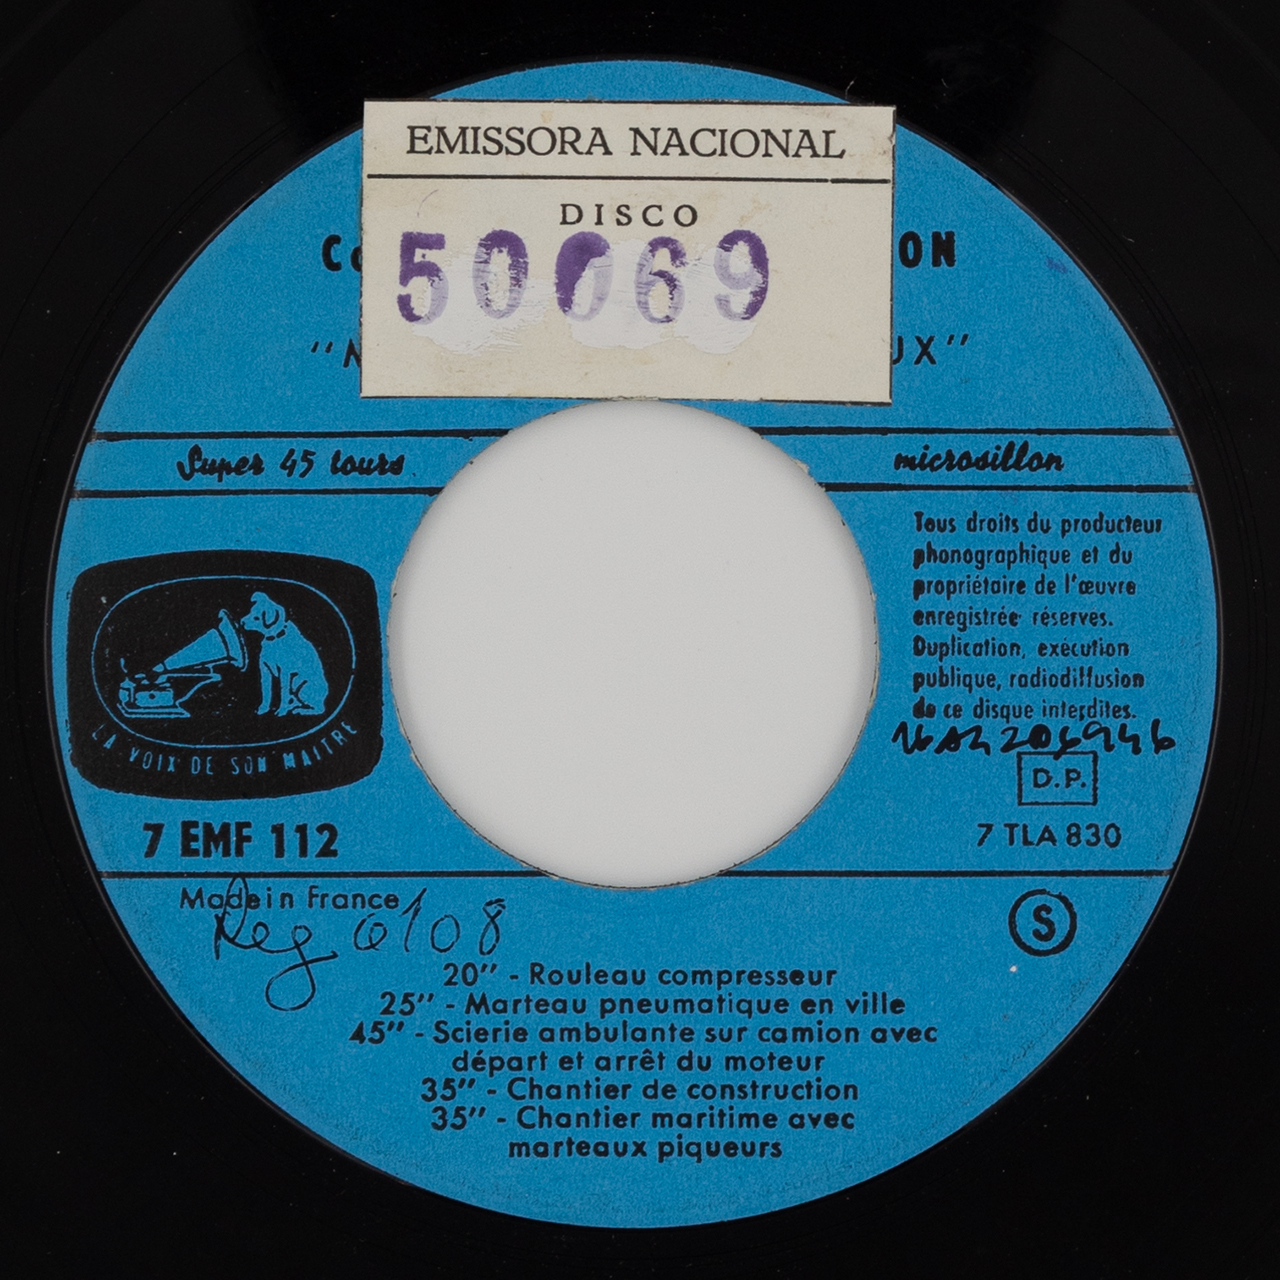 EMISSORA NACIONAL
DISCO
50069
Co ON
"M UX"
Super 45 tours
microsillon
Tous droits du producteur
phonographique et du
propriétaire de l'œuvre
enregistrée réserves.
Duplication, exécution
publique, radiodiffusion
de ce disque interdites.
D.P.
LA VOIX DE SON MAITRE
7 EMF 112
7 TLA 830
Made in France
Reg 6108
S
20" - Rouleau compresseur
25" - Marteau pneumatique en ville
45" - Scierie ambulante sur camion avec
départ et arrêt du moteur
35" - Chantier de construction
35" - Chantier maritime avec
marteaux piqueurs